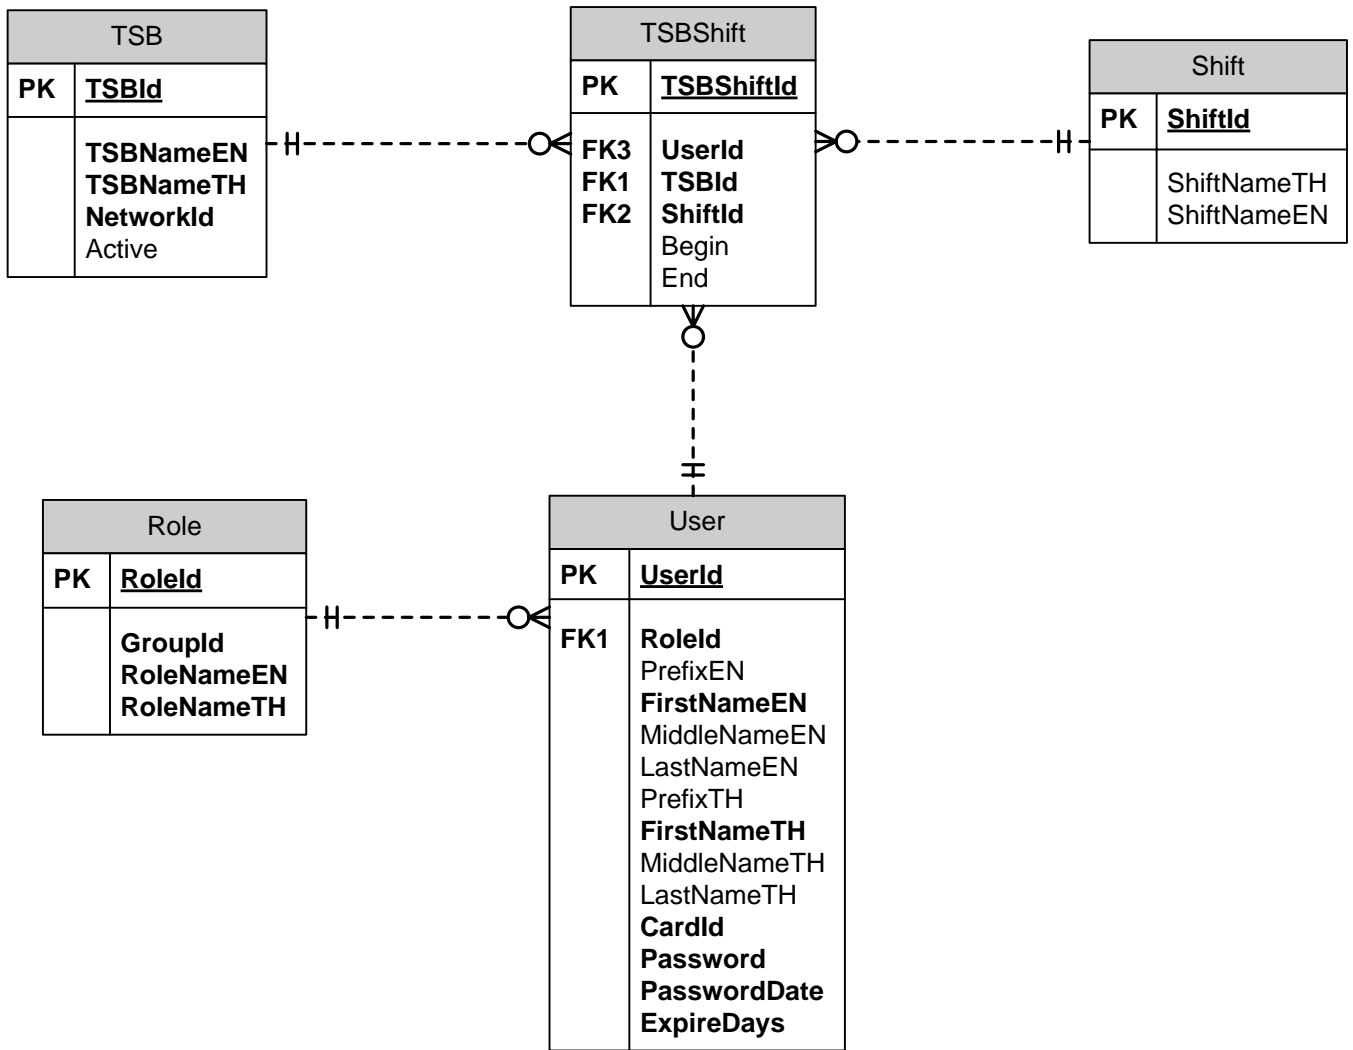 TSB
PK TSBId
TSBNameEN
TSBNameTH
NetworkId
Active
TSBShift
PK TSBShiftId
FK3 UserId
FK1 TSBId
FK2 ShiftId
Begin
End
Shift
PK ShiftId
ShiftNameTH
ShiftNameEN
Role
PK RoleId
GroupId
RoleNameEN
RoleNameTH
User
PK UserId
FK1 RoleId
PrefixEN
FirstNameEN
MiddleNameEN
LastNameEN
PrefixTH
FirstNameTH
MiddleNameTH
LastNameTH
CardId
Password
PasswordDate
ExpireDays